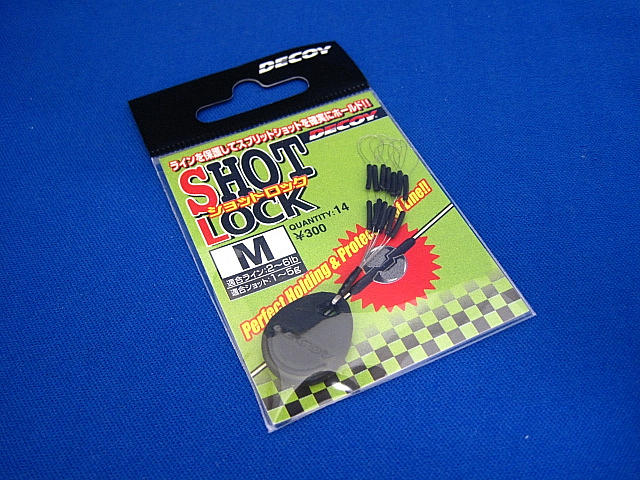 DECOY
ラインを保護してスプリットショットを確実にホールド!!
DECOY
SHOT
ショットロック
LOCK
QUANTITY:14
¥300
M
適合ライン:2~6lb
適合ショット:1~5g
Perfect Holding & Protect Line!!